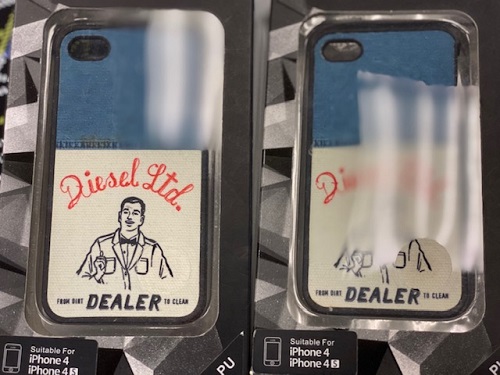 Diesel Ltd.
FROM DIRT DEALER TO CLEAN
Suitable For
iPhone 4
iPhone 4S
PU
FROM DIRT DEALER TO CLEAN
Suitable For
iPhone 4
iPhone 4S